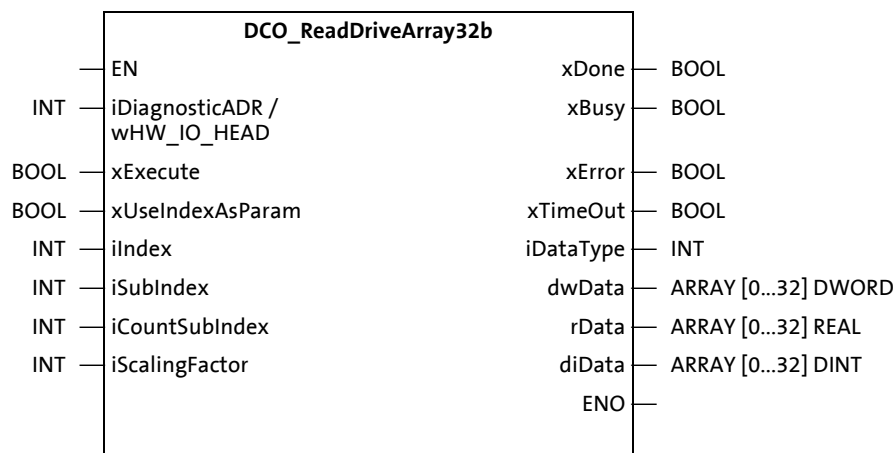 DCO_ReadDriveArray32b
EN xDone BOOL
INT iDiagnosticADR / xBusy BOOL
wHW_IO_HEAD
BOOL xExecute xError BOOL
BOOL xUseIndexAsParam xTimeOut BOOL
INT iIndex iDataType INT
INT iSubIndex dwData ARRAY [0...32] DWORD
INT iCountSubIndex rData ARRAY [0...32] REAL
INT iScalingFactor diData ARRAY [0...32] DINT
ENO